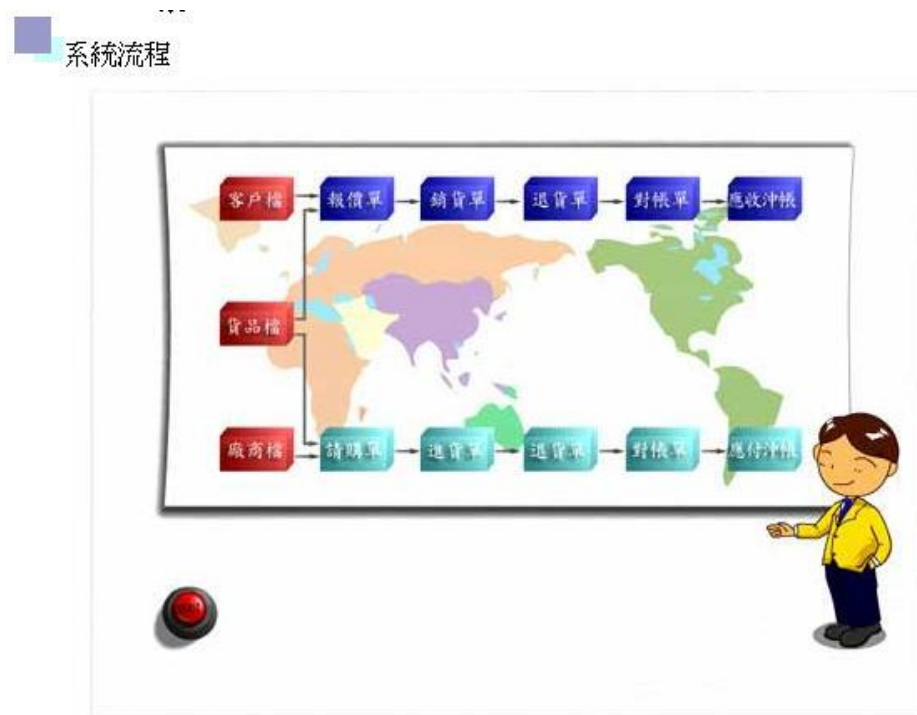 系統流程
客戶檔 報價單 銷貨單 退貨單 對帳單 應收沖帳
貨品檔
廠商檔 請購單 進貨單 退貨單 對帳單 應付沖帳